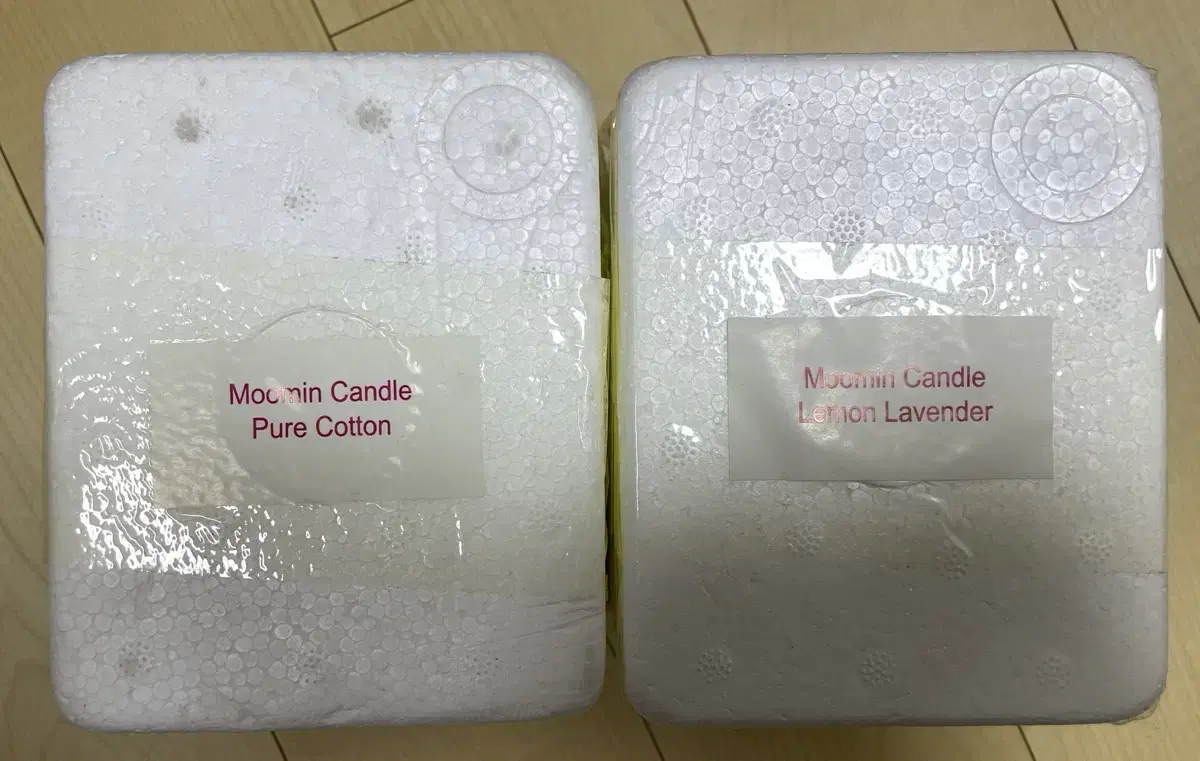 Moomin Candle
Pure Cotton
Moomin Candle
Lemon Lavender